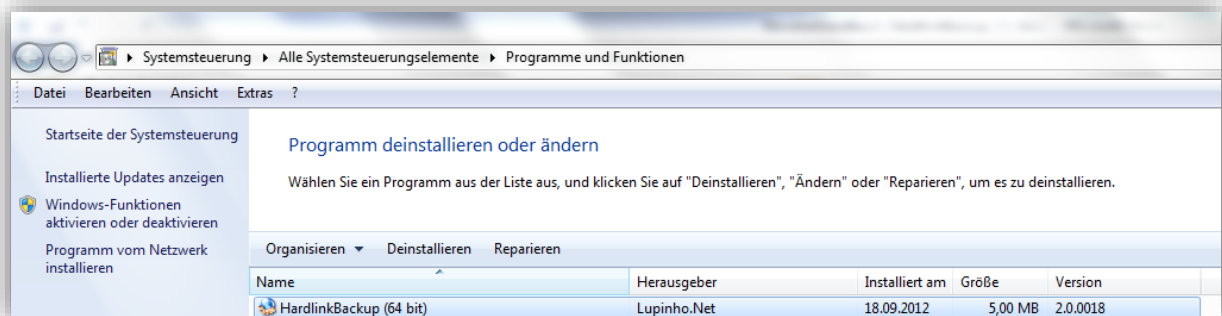 Systemsteuerung ▸ Alle Systemsteuerungselemente ▸ Programme und Funktionen
Datei Bearbeiten Ansicht Extras ?
Startseite der Systemsteuerung
Installierte Updates anzeigen
Windows-Funktionen
aktivieren oder deaktivieren
Programm vom Netzwerk
installieren
Programm deinstallieren oder ändern
Wählen Sie ein Programm aus der Liste aus, und klicken Sie auf "Deinstallieren", "Ändern" oder "Reparieren", um es zu deinstallieren.
Organisieren Deinstallieren Reparieren
Name Herausgeber Installiert am Größe Version
HardlinkBackup (64 bit) Lupinho.Net 18.09.2012 5,00 MB 2.0.0018